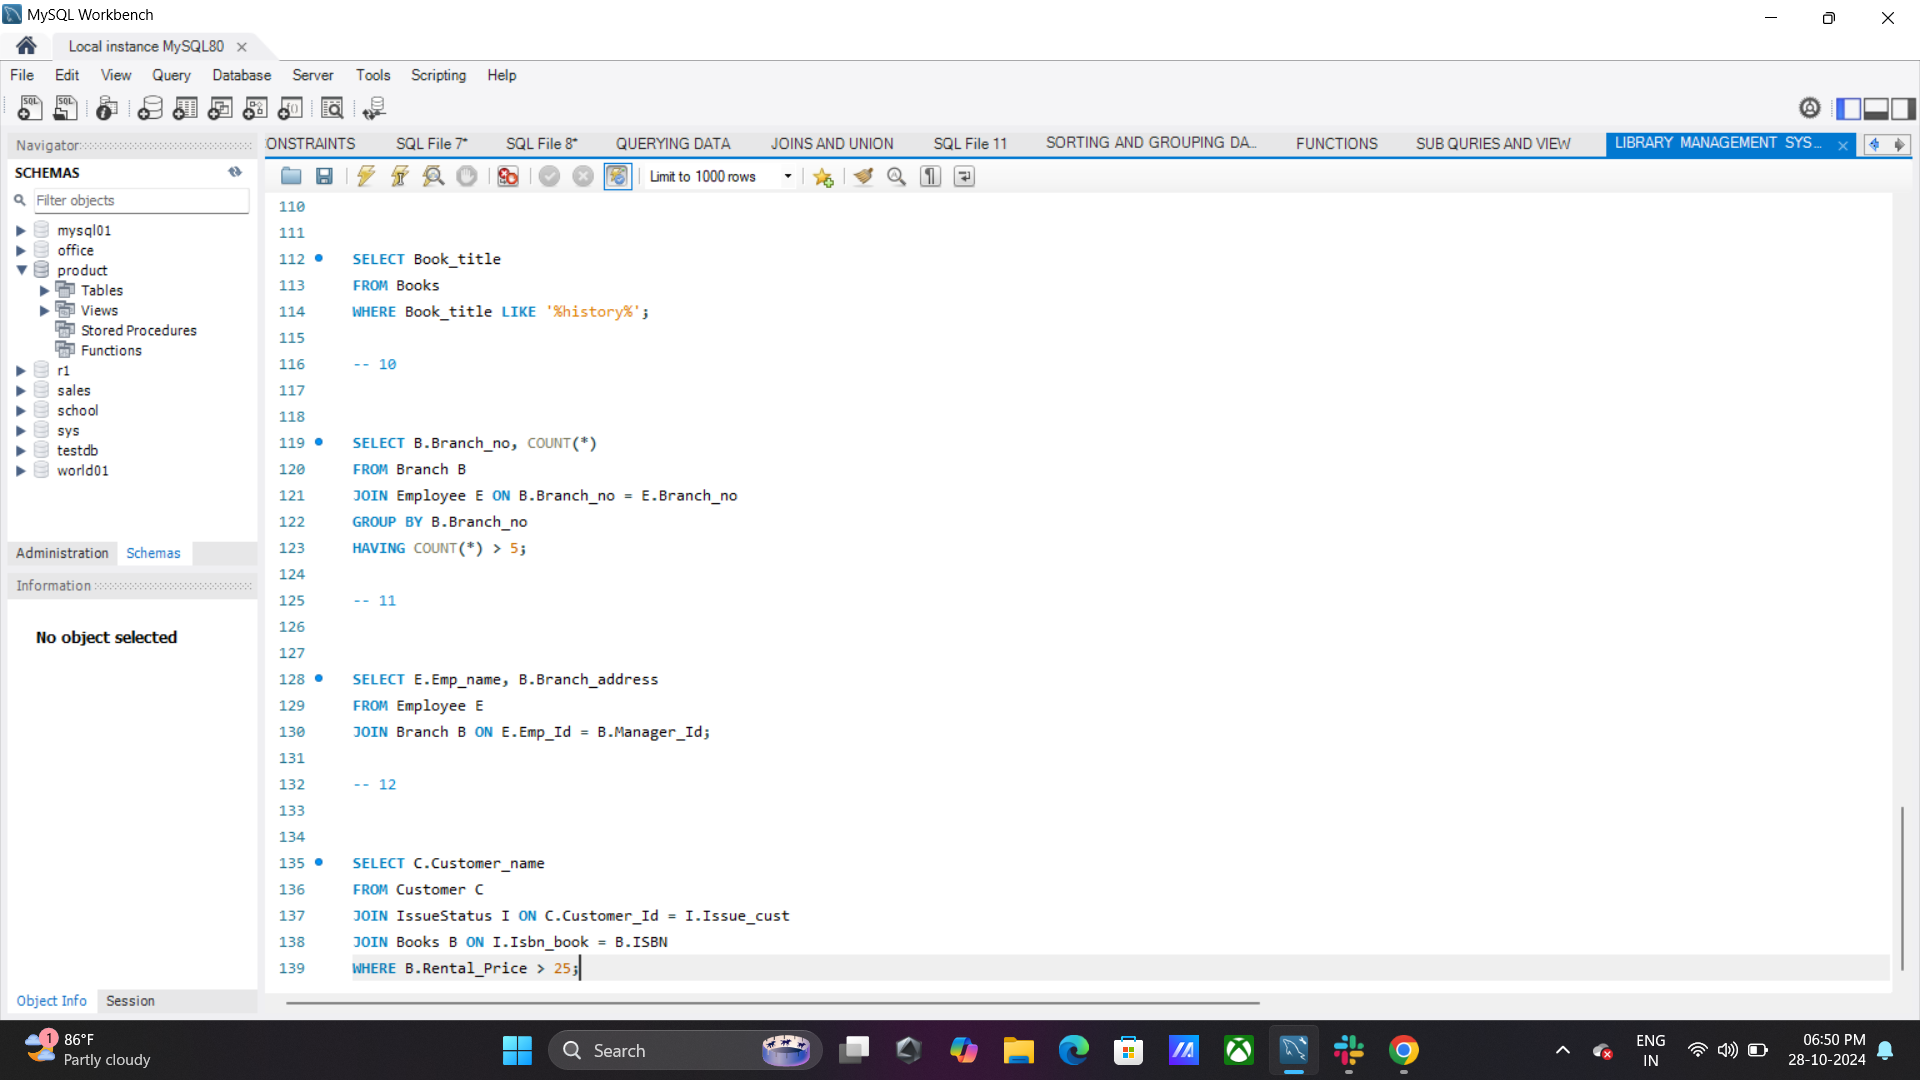 MySQL Workbench
Local instance MySQL80
File Edit View Query Database Server Tools Scripting Help
Navigator
SCHEMAS
Filter objects
mysql01
office
product
Tables
Views
Stored Procedures
Functions
r1
sales
school
sys
testdb
world01
Administration Schemas
Information
No object selected
Object Info Session
ONSTRAINTS SQL File 7* SQL File 8* QUERYING DATA JOINS AND UNION SQL File 11 SORTING AND GROUPING DA... FUNCTIONS SUB QURIES AND VIEW LIBRARY MANAGEMENT SYS...
Limit to 1000 rows
110
111
112 SELECT Book_title
113 FROM Books
114 WHERE Book_title LIKE '%history%';
115
116 -- 10
117
118
119 SELECT B.Branch_no, COUNT(*)
120 FROM Branch B
121 JOIN Employee E ON B.Branch_no = E.Branch_no
122 GROUP BY B.Branch_no
123 HAVING COUNT(*) > 5;
124
125 -- 11
126
127
128 SELECT E.Emp_name, B.Branch_address
129 FROM Employee E
130 JOIN Branch B ON E.Emp_Id = B.Manager_Id;
131
132 -- 12
133
134
135 SELECT C.Customer_name
136 FROM Customer C
137 JOIN IssueStatus I ON C.Customer_Id = I.Issue_cust
138 JOIN Books B ON I.Isbn_book = B.ISBN
139 WHERE B.Rental_Price > 25;
1
86°F
Partly cloudy
Search
ENG
IN
06:50 PM
28-10-2024